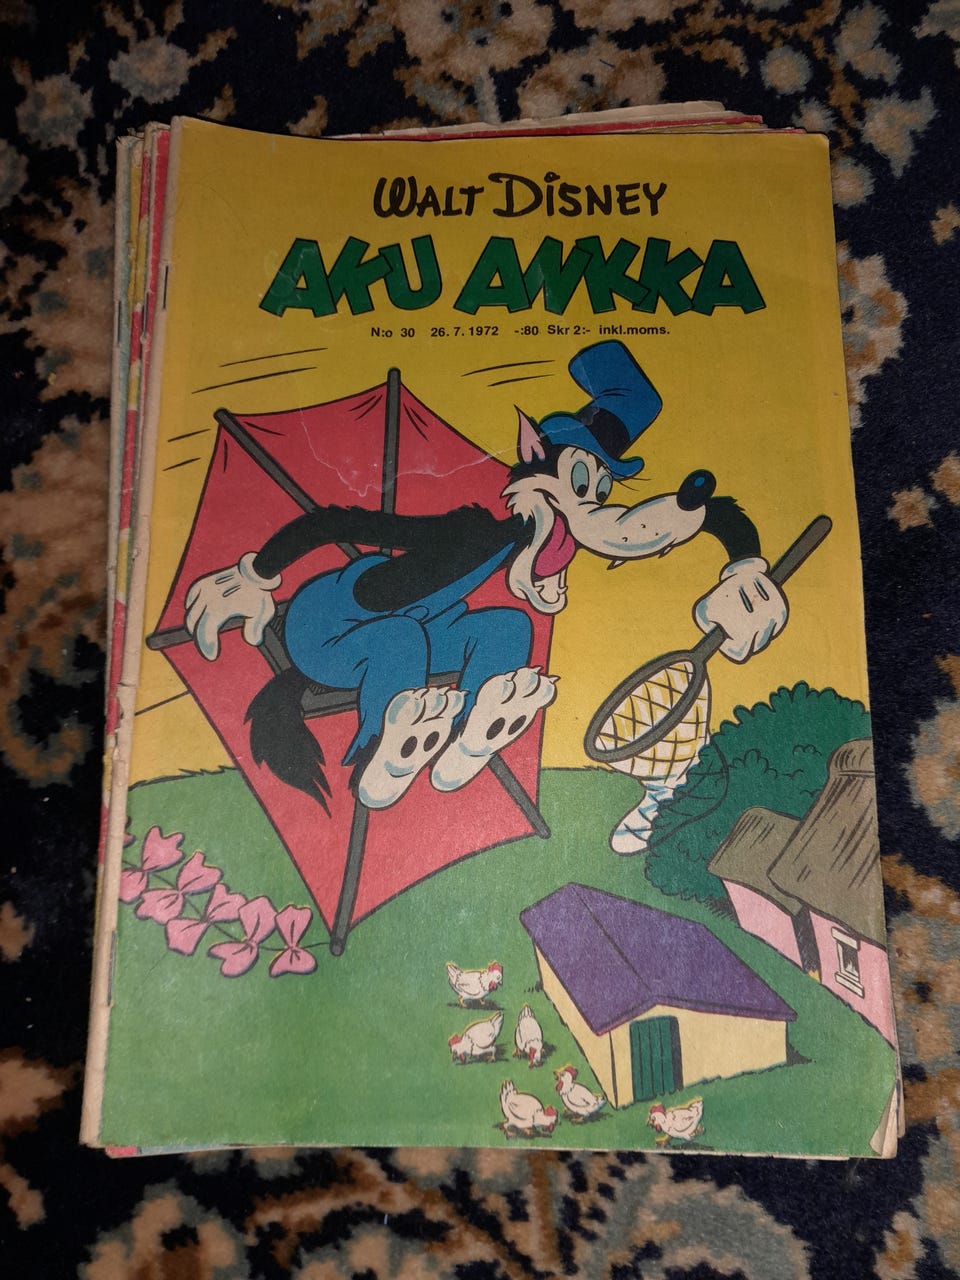 WALT DISNEY
AKU ANKKA
N:o 30 26.7.1972 -:80 Skr 2:- inkl.moms.